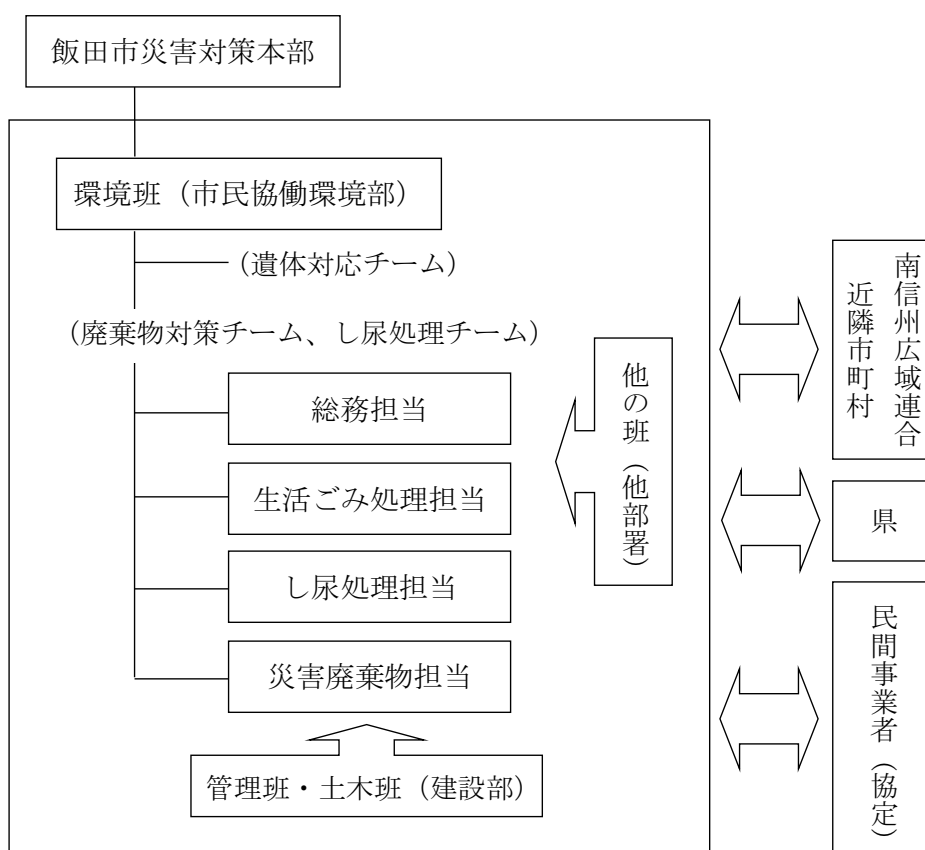 飯田市災害対策本部
環境班（市民協働環境部）
（遺体対応チーム）
（廃棄物対策チーム、し尿処理チーム）
総務担当
生活ごみ処理担当
し尿処理担当
災害廃棄物担当
管理班・土木班（建設部）
他の班（他部署）
南信州広域連合
近隣市町村
県
民間事業者（協定）